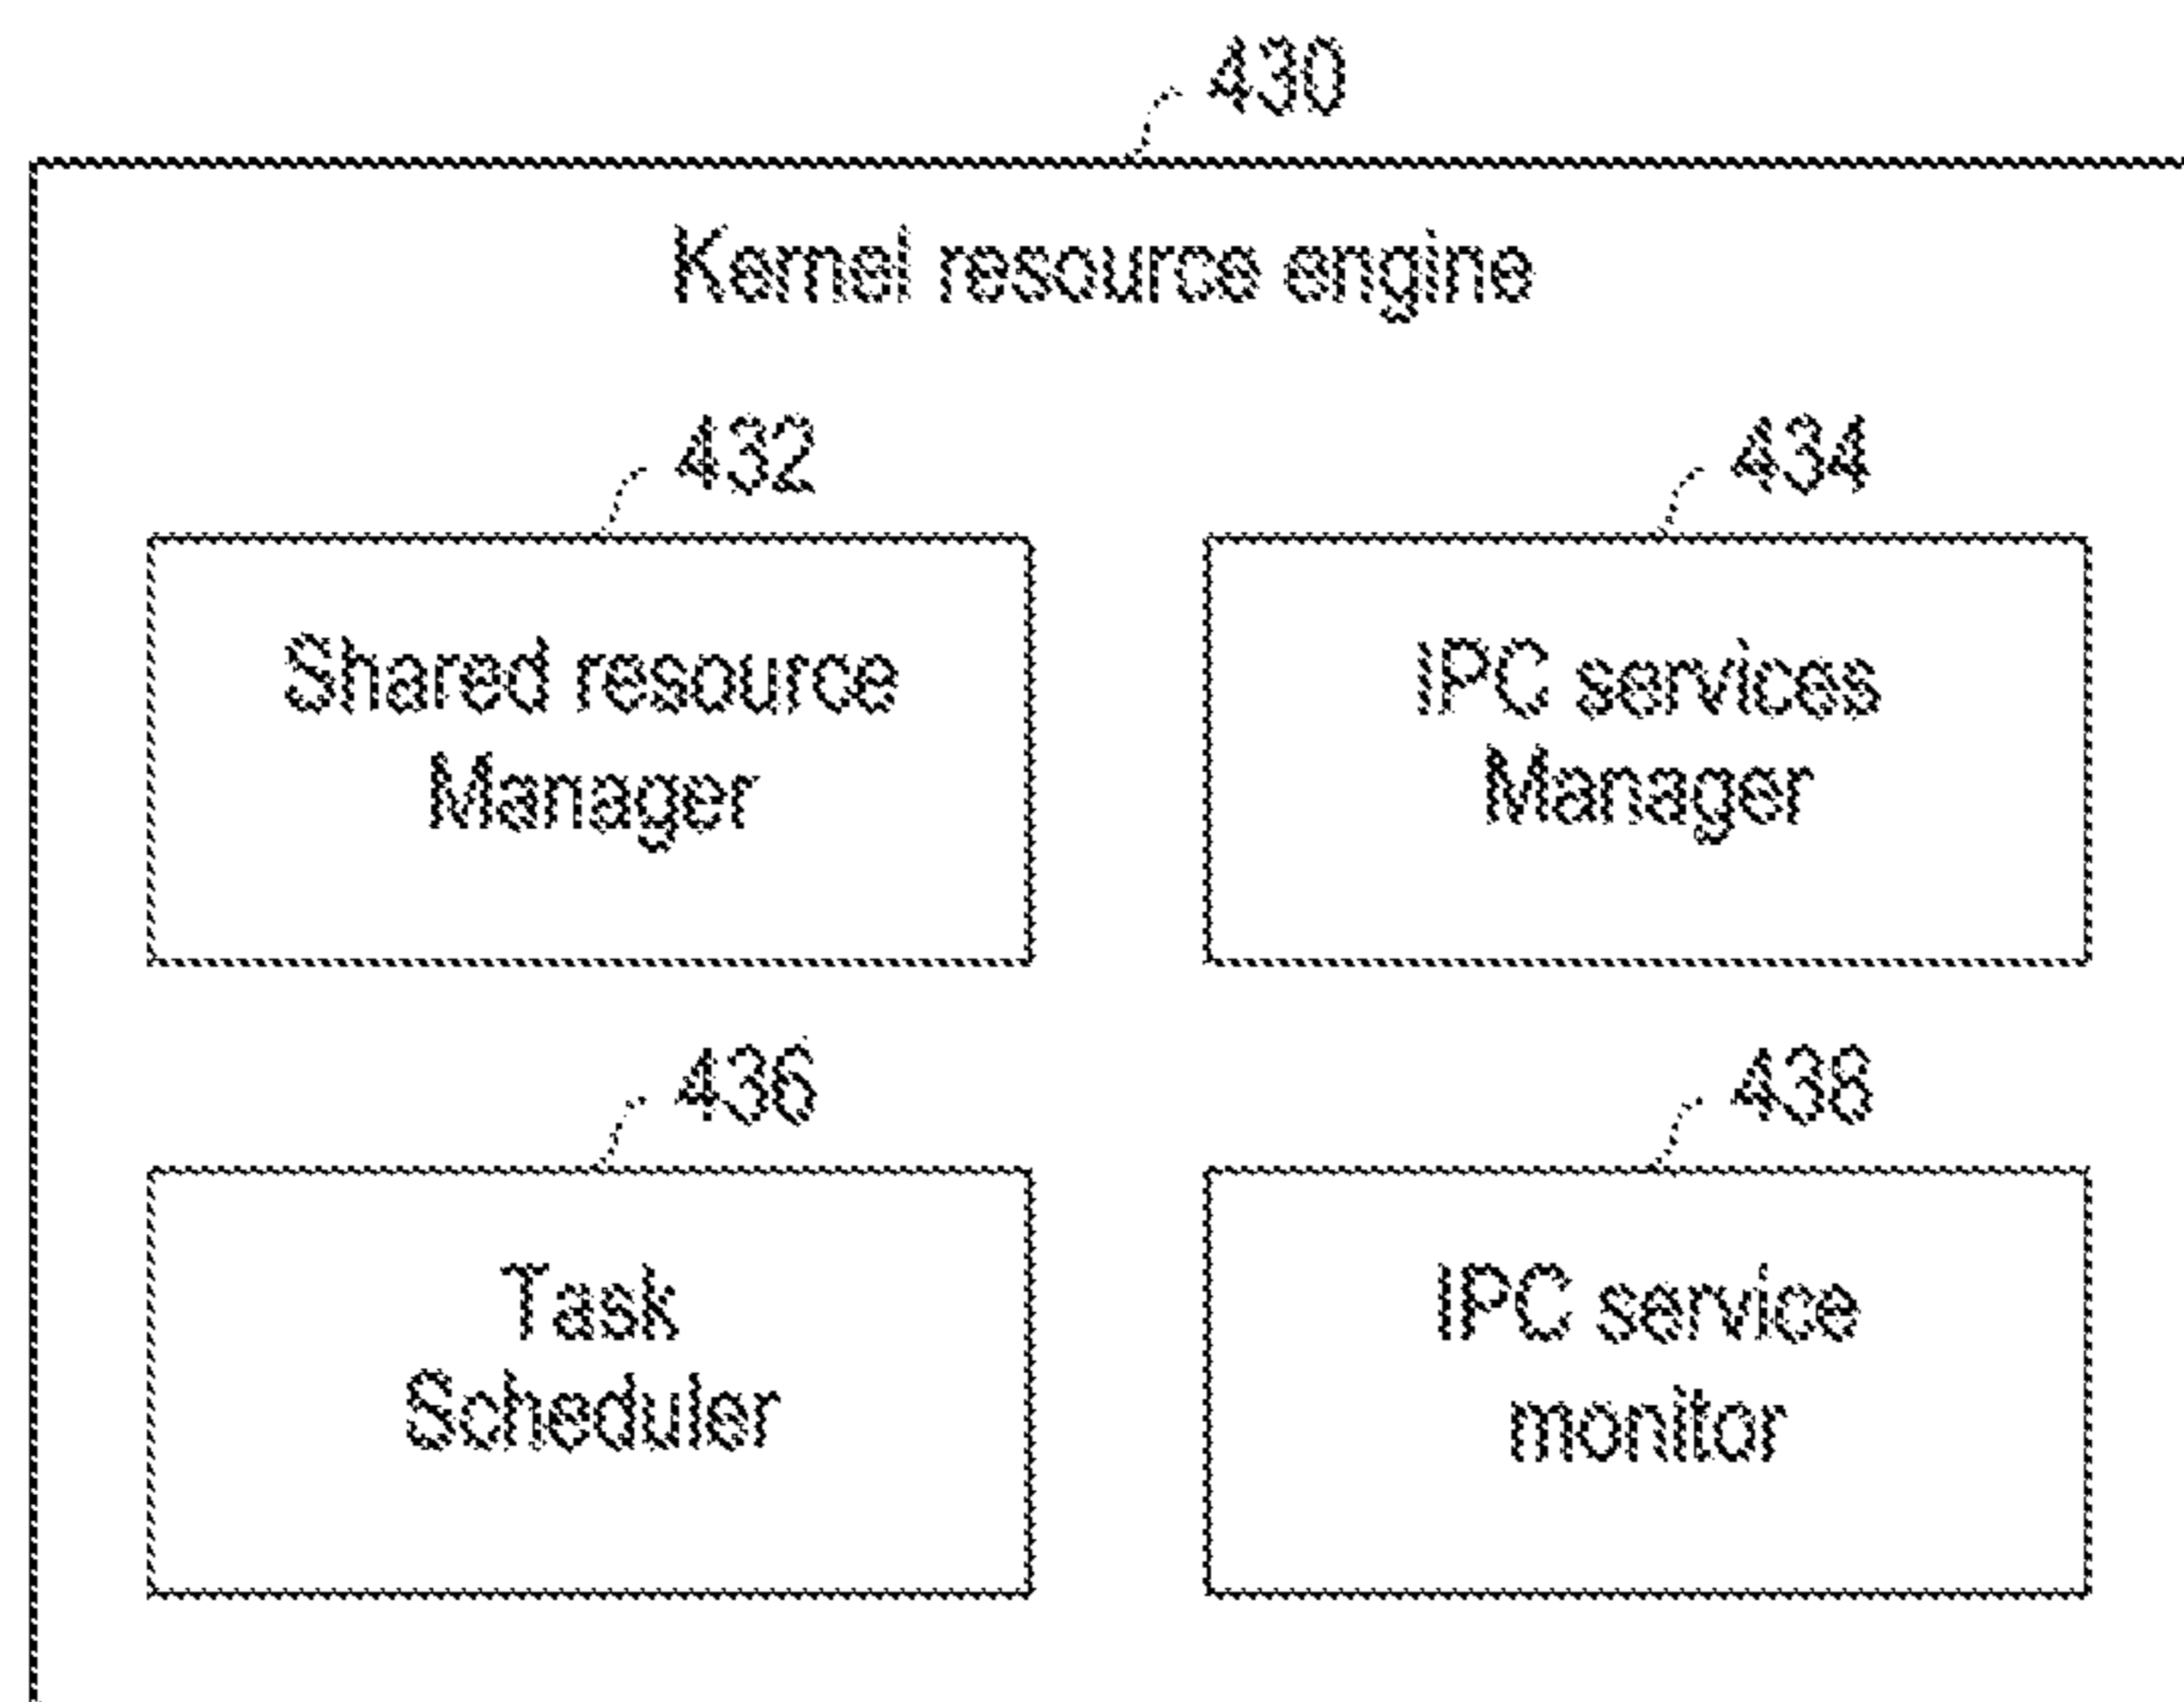 430
Kernel resource engine
432
434
Shared resource
Manager
IPC services
Manager
436
438
Task
Scheduler
IPC service
monitor